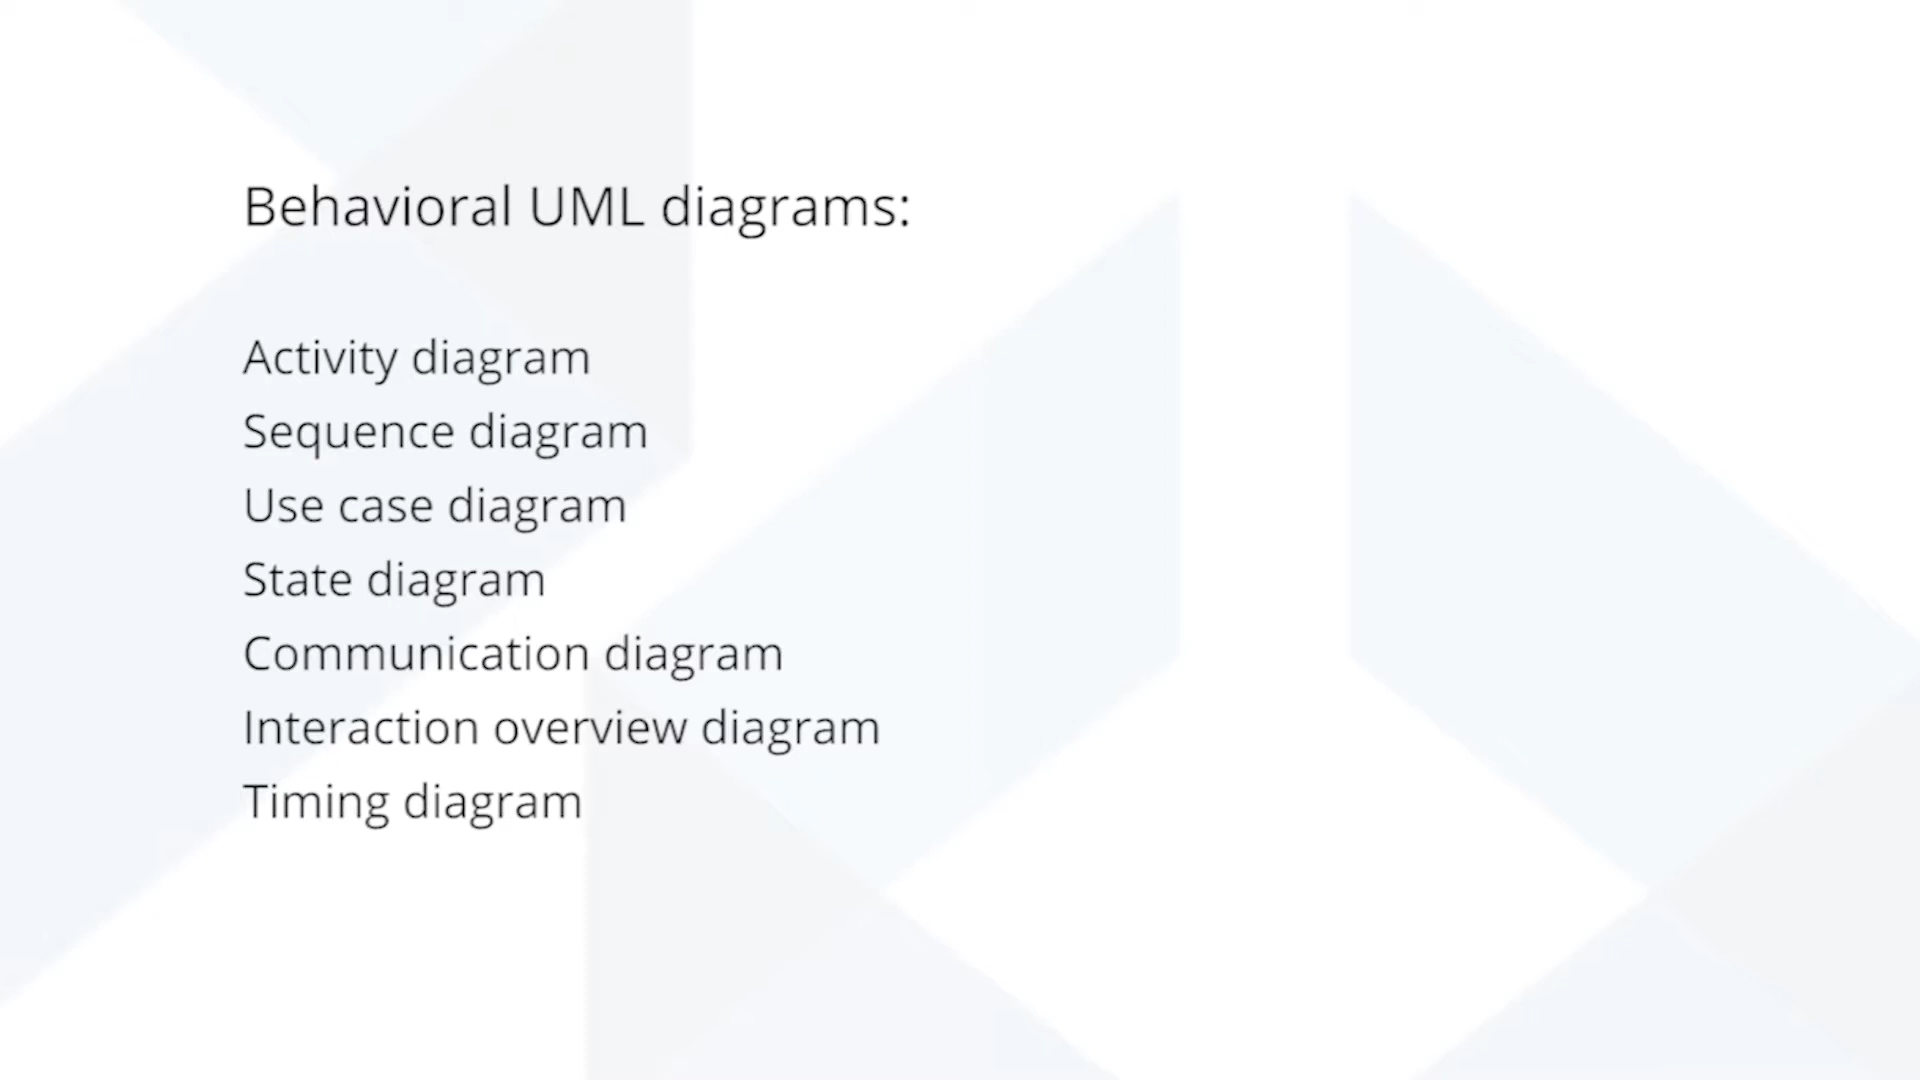 Behavioral UML diagrams:
Activity diagram
Sequence diagram
Use case diagram
State diagram
Communication diagram
Interaction overview diagram
Timing diagram